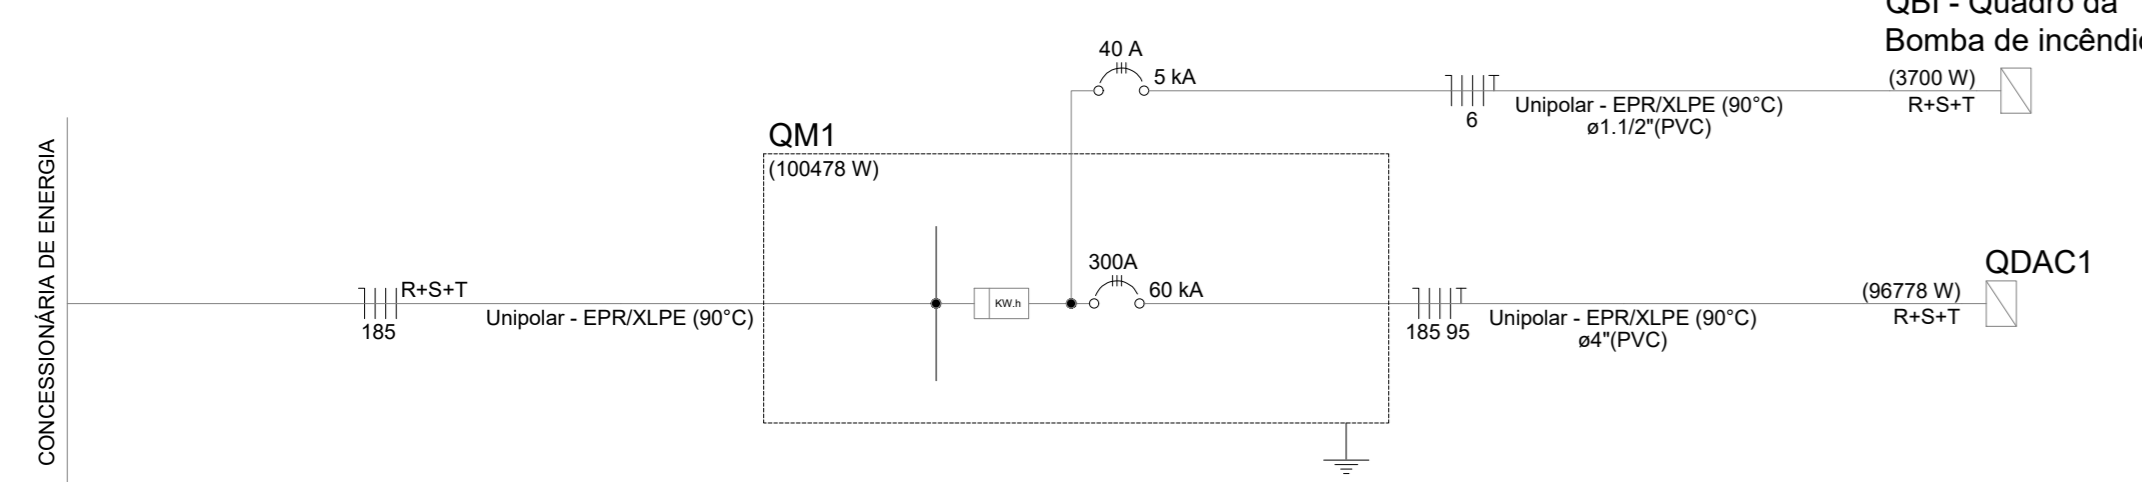 QBI - Quadro da
Bomba de
40 A
5 kA
(3700 W)
R+S+T
Unipolar - EPR/XLPE (90°C)
ø1.1/2"(PVC)
6
QM1
(100478 W)
CONCESSIONÁRIA DE ENERGIA
R+S+T
185
Unipolar - EPR/XLPE (90°C)
KW.h
300A
60 kA
185 95
Unipolar - EPR/XLPE (90°C)
ø4"(PVC)
(96778 W)
R+S+T
QDAC1